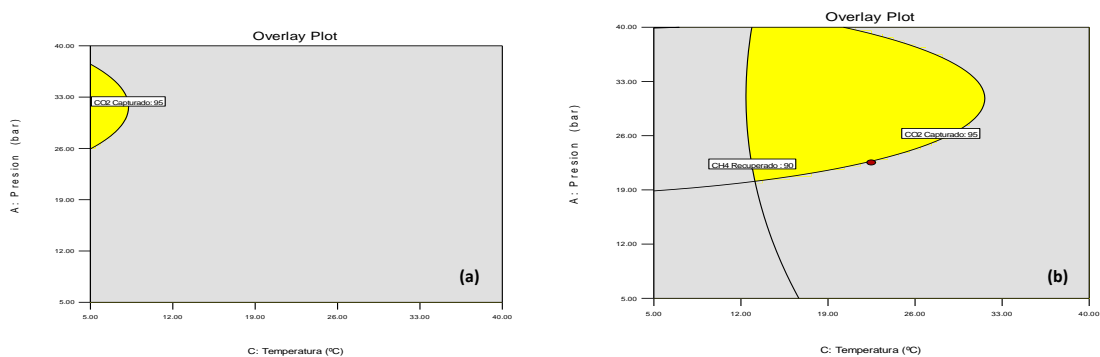 Overlay Plot
40.00
33.00
26.00
19.00
12.00
5.00
A: Presion (bar)
CO2 Capturado: 95
(a)
5.00 12.00 19.00 26.00 33.00 40.00
C: Temperatura (ºC)
Overlay Plot
40.00
33.00
26.00
19.00
12.00
5.00
A: Presion (bar)
CO2 Capturado: 95
CH4 Recuperado : 90
(b)
5.00 12.00 19.00 26.00 33.00 40.00
C: Temperatura (ºC)